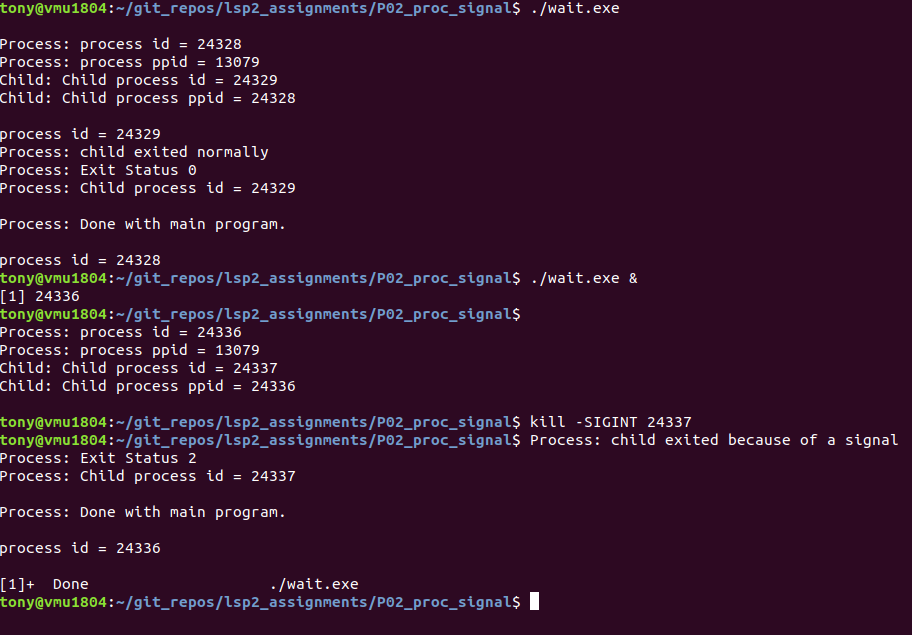 tony@vmu1804:~/git_repos/lsp2_assignments/P02_proc_signal$ ./wait.exe
Process: process id = 24328
Process: process ppid = 13079
Child: Child process id = 24329
Child: Child process ppid = 24328
process id = 24329
Process: child exited normally
Process: Exit Status 0
Process: Child process id = 24329
Process: Done with main program.
process id = 24328
tony@vmu1804:~/git_repos/lsp2_assignments/P02_proc_signal$ ./wait.exe &
[1] 24336
tony@vmu1804:~/git_repos/lsp2_assignments/P02_proc_signal$
Process: process id = 24336
Process: process ppid = 13079
Child: Child process id = 24337
Child: Child process ppid = 24336
tony@vmu1804:~/git_repos/lsp2_assignments/P02_proc_signal$ kill -SIGINT 24337
tony@vmu1804:~/git_repos/lsp2_assignments/P02_proc_signal$ Process: child exited because of a signal
Process: Exit Status 2
Process: Child process id = 24337
Process: Done with main program.
process id = 24336
[1]+  Done                    ./wait.exe
tony@vmu1804:~/git_repos/lsp2_assignments/P02_proc_signal$